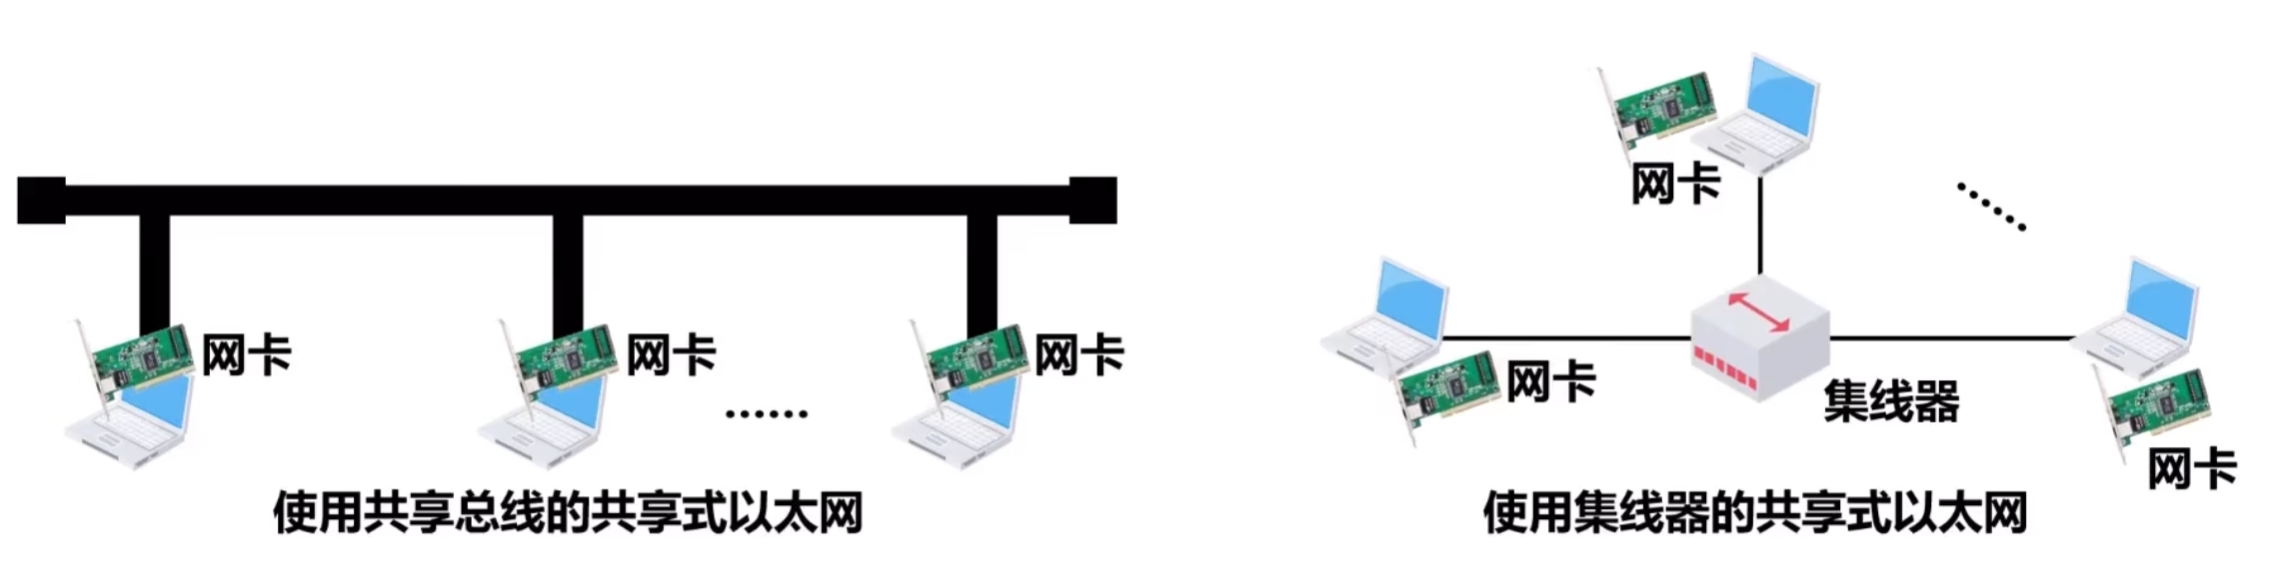 网卡
网卡
网卡
......
使用共享总线的共享式以太网
网卡
网卡
集线器
网卡
使用集线器的共享式以太网